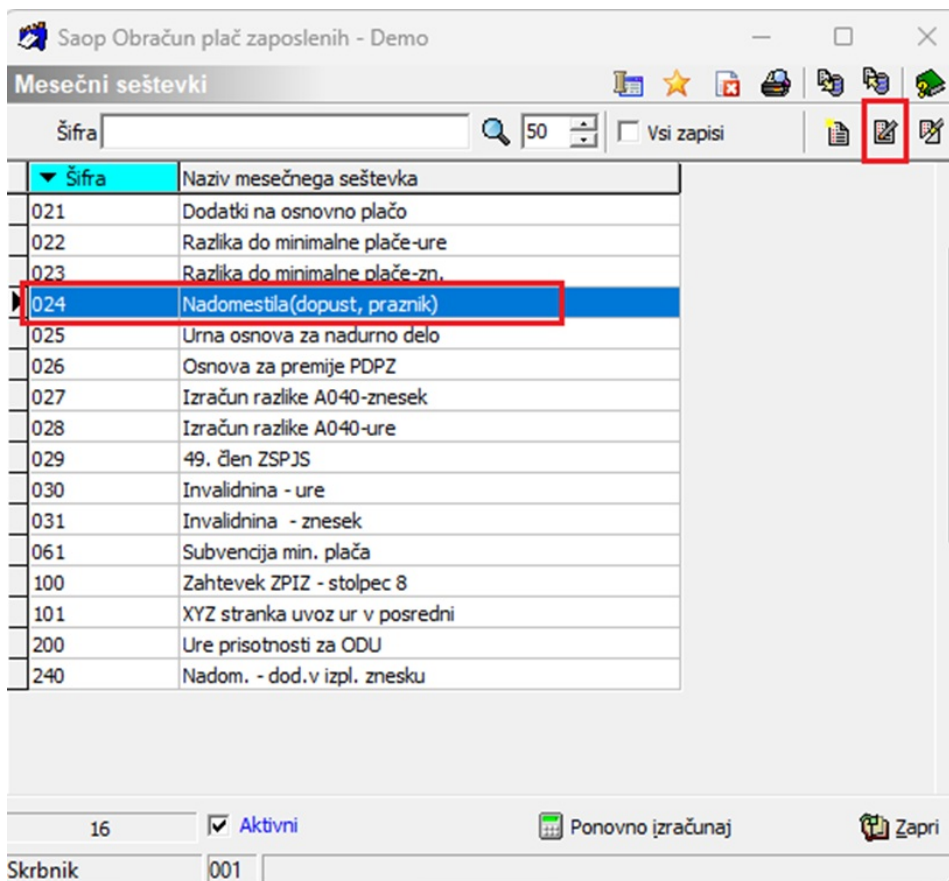 Saop Obračun plač zaposlenih - Demo
Mesečni seštevki
Šifra 50 Vsi zapisi
Šifra Naziv mesečnega seštevka
021 Dodatki na osnovno plačo
022 Razlika do minimalne plače-ure
023 Razlika do minimalne plače-zn.
024 Nadomestila(dopust, praznik)
025 Urna osnova za nadurno delo
026 Osnova za premije PDPZ
027 Izračun razlike A040-znesek
028 Izračun razlike A040-ure
029 49. člen ZSPJS
030 Invalidnina - ure
031 Invalidnina - znesek
061 Subvencija min. plača
100 Zahtevek ZPIZ - stolpec 8
101 XYZ stranka uvoz ur v posredni
200 Ure prisotnosti za ODU
240 Nadom. - dod.v izpl. znesku
16 Aktivni Ponovno izračunaj Zapri
Skrbnik 001